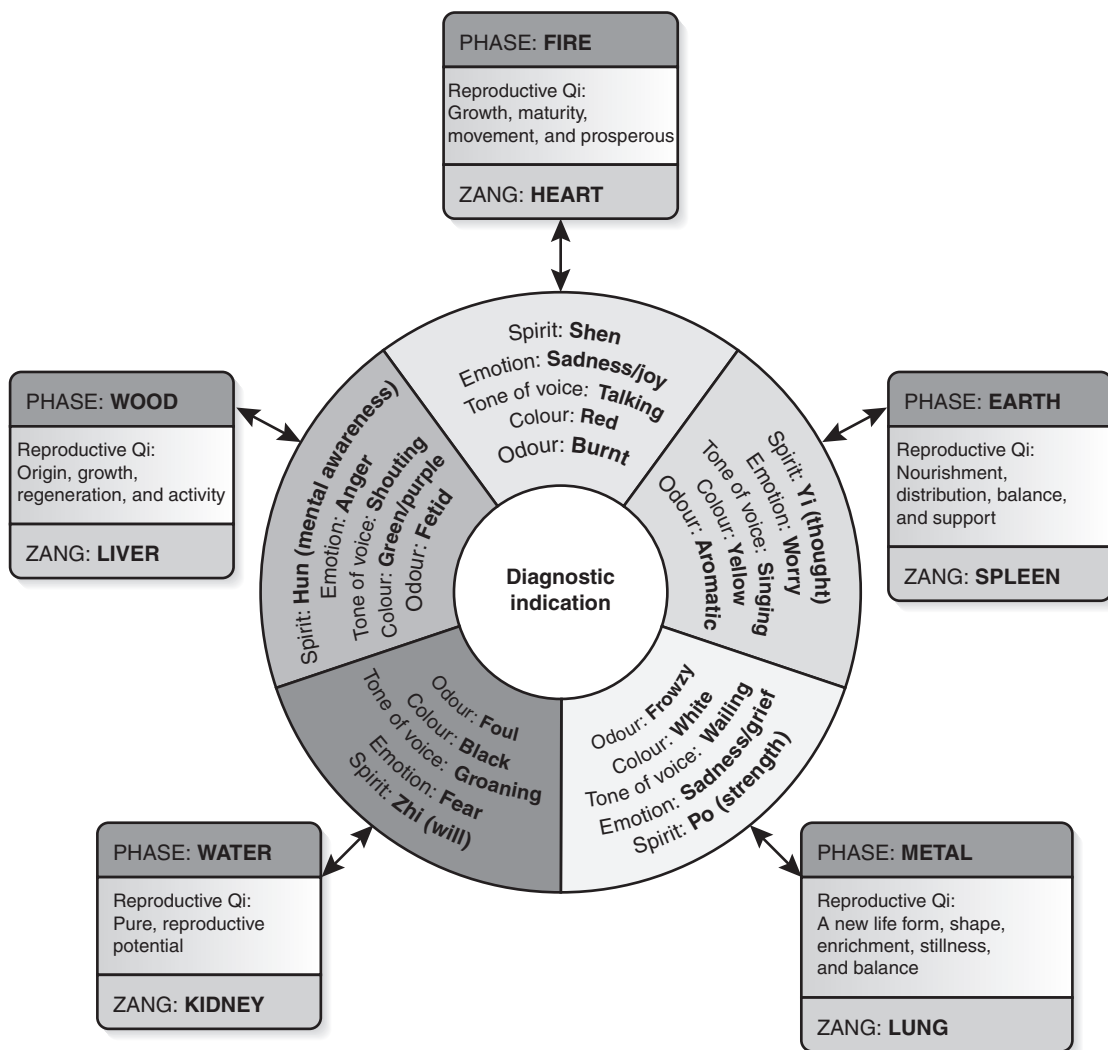 PHASE: FIRE
Reproductive Qi:
Growth, maturity,
movement, and prosperous
ZANG: HEART
Spirit: Shen
Emotion: Sadness/joy
Tone of voice: Talking
Colour: Red
Odour: Burnt
PHASE: WOOD
Reproductive Qi:
Origin, growth,
regeneration, and activity
ZANG: LIVER
Spirit: Hun (mental awareness)
Emotion: Anger
Tone of voice: Shouting
Colour: Green/purple
Odour: Fetid
Diagnostic
indication
Spirit: Yi (thought)
Emotion: Worry
Tone of voice: Singing
Colour: Yellow
Odour: Aromatic
PHASE: EARTH
Reproductive Qi:
Nourishment,
distribution, balance,
and support
ZANG: SPLEEN
Odour: Foul
Colour: Black
Tone of voice: Groaning
Emotion: Fear
Spirit: Zhi (will)
Odour: Frowzy
Colour: White
Tone of voice: Wailing
Emotion: Sadness/grief
Spirit: Po (strength)
PHASE: WATER
Reproductive Qi:
Pure, reproductive
potential
ZANG: KIDNEY
PHASE: METAL
Reproductive Qi:
A new life form, shape,
enrichment, stillness,
and balance
ZANG: LUNG